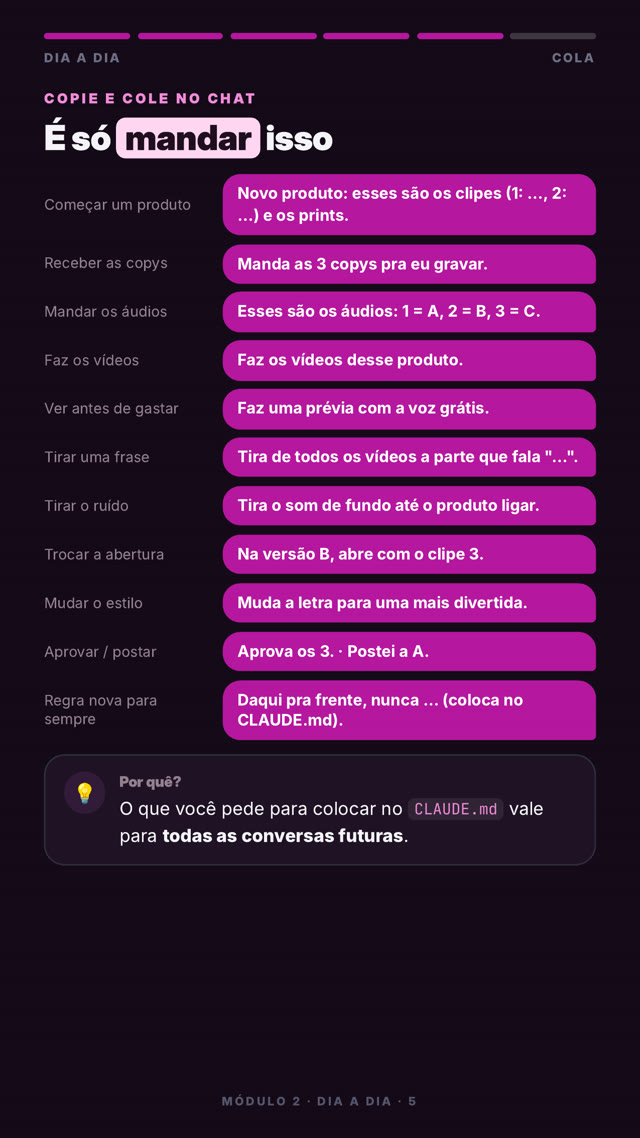 DIA A DIA
COLA
COPIE E COLE NO CHAT
É só mandar isso
Começar um produto
Novo produto: esses são os clipes (1: ..., 2:
...) e os prints.
Receber as copys
Manda as 3 copys pra eu gravar.
Mandar os áudios
Esses são os áudios: 1 = A, 2 = B, 3 = C.
Faz os vídeos
Faz os vídeos desse produto.
Ver antes de gastar
Faz uma prévia com a voz grátis.
Tirar uma frase
Tira de todos os vídeos a parte que fala "...".
Tirar o ruído
Tira o som de fundo até o produto ligar.
Trocar a abertura
Na versão B, abre com o clipe 3.
Mudar o estilo
Muda a letra para uma mais divertida.
Aprovar / postar
Aprova os 3. · Postei a A.
Regra nova para
sempre
Daqui pra frente, nunca ... (coloca no
CLAUDE.md).
Por quê?
O que você pede para colocar no CLAUDE.md vale
para todas as conversas futuras.
MÓDULO 2 · DIA A DIA · 5